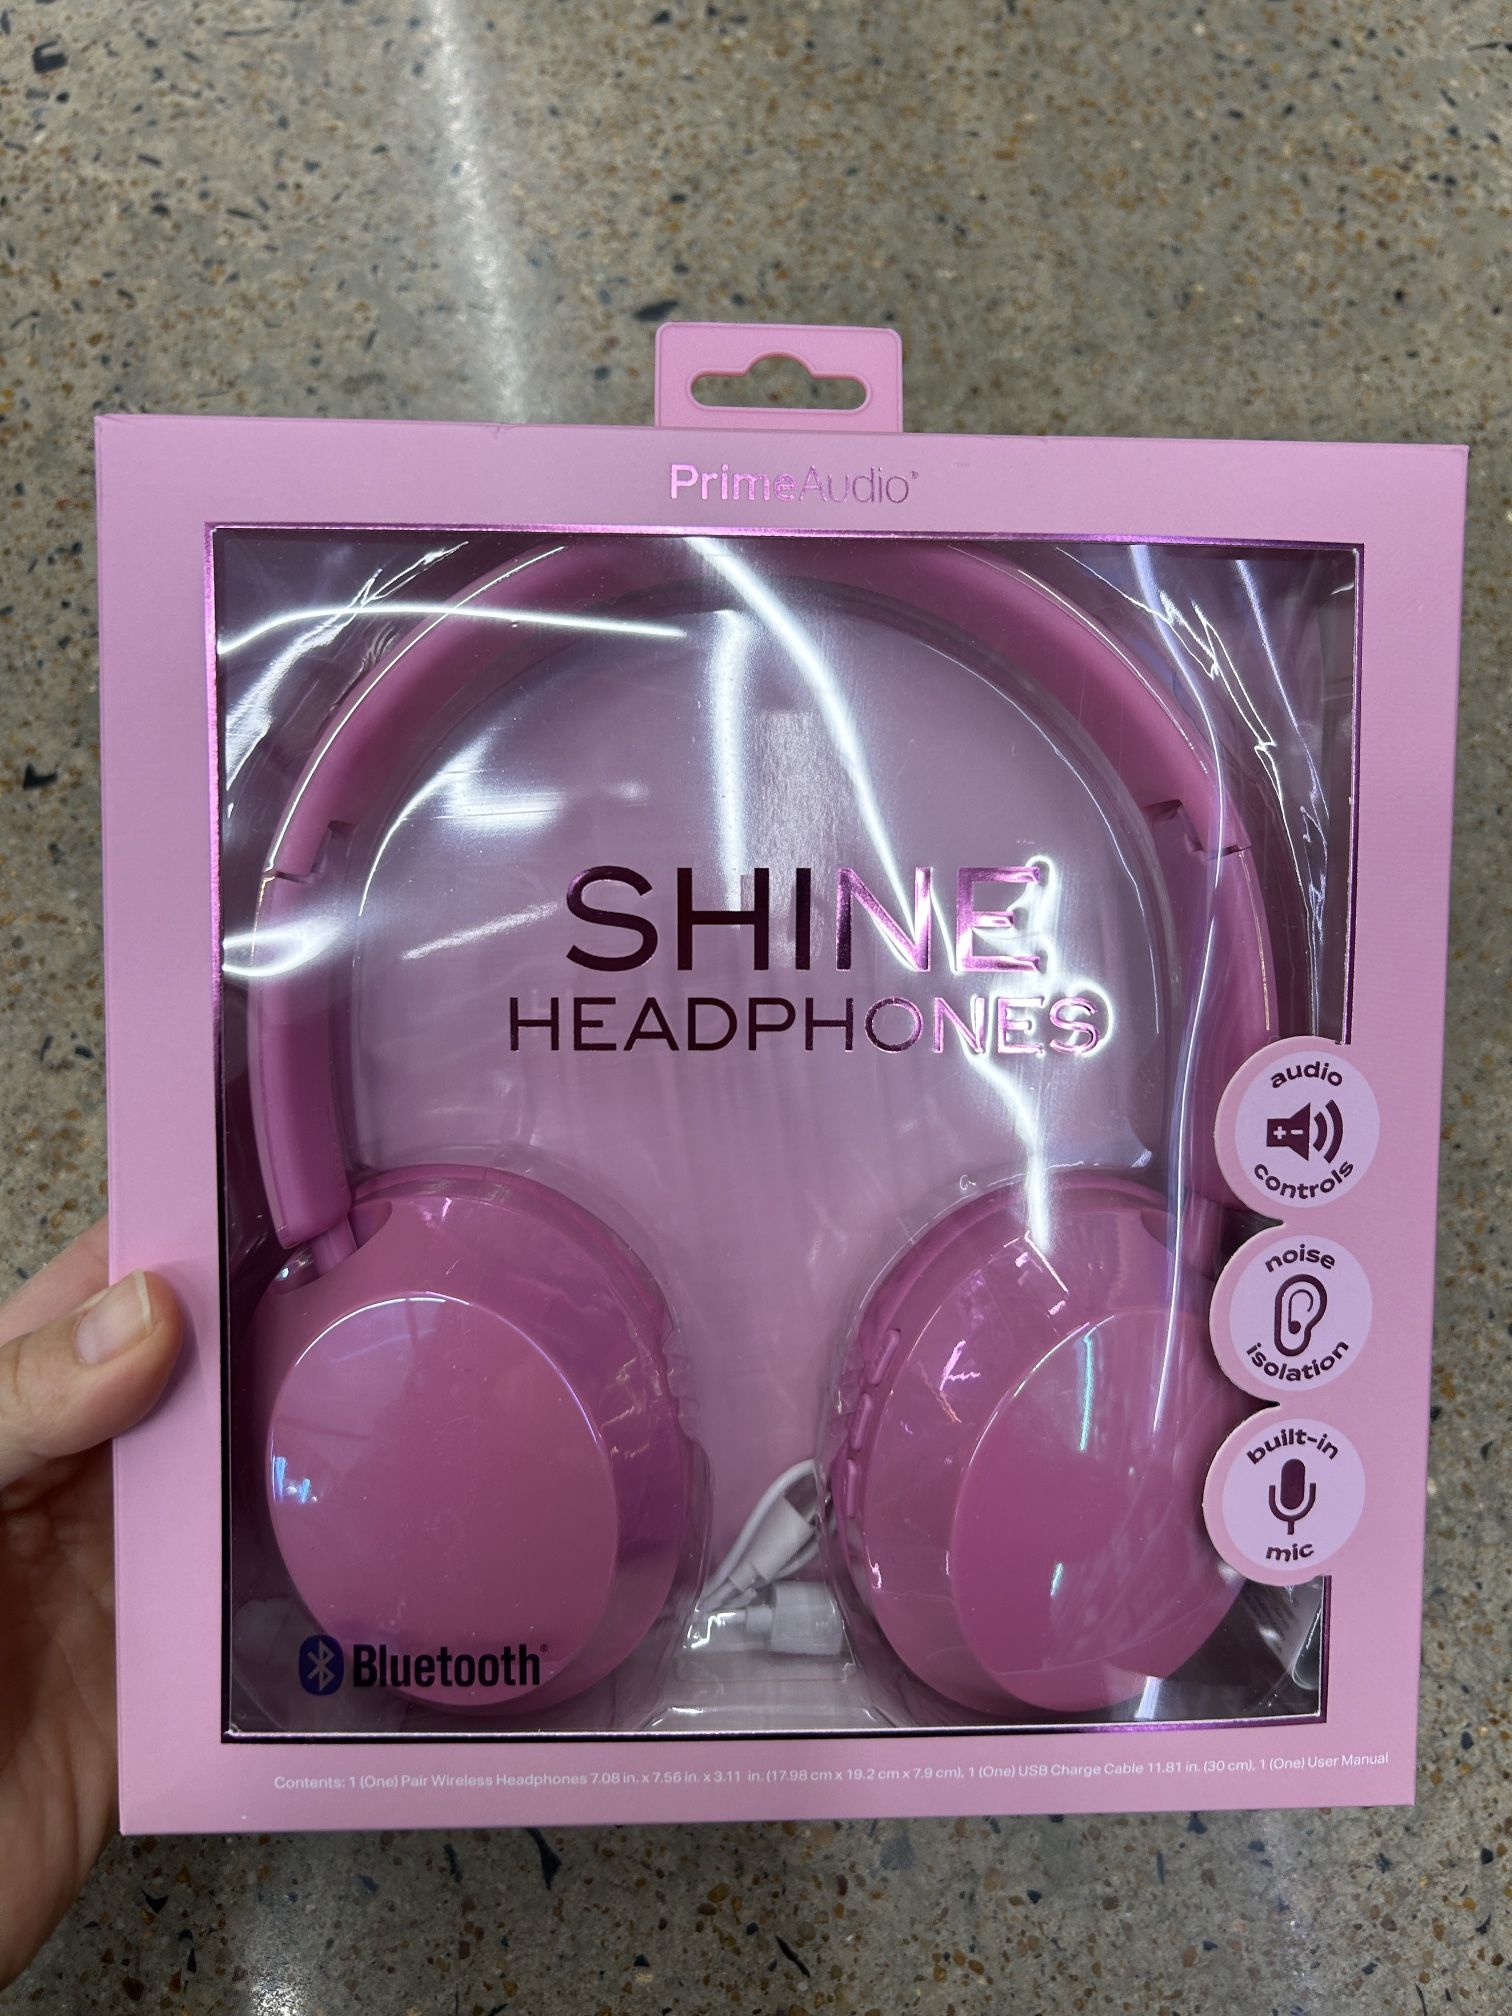 PrimeAudio®
SHINE
HEADPHONES
audio
controls
noise
isolation
built-in
mic
Bluetooth®
Contents: 1 (One) Pair Wireless Headphones 7.08 in. x 7.56 in. x 3.11 in. (17.98 cm x 19.2 cm x 7.9 cm), 1 (One) USB Charge Cable 11.81 in. (30 cm), 1 (One) User Manual